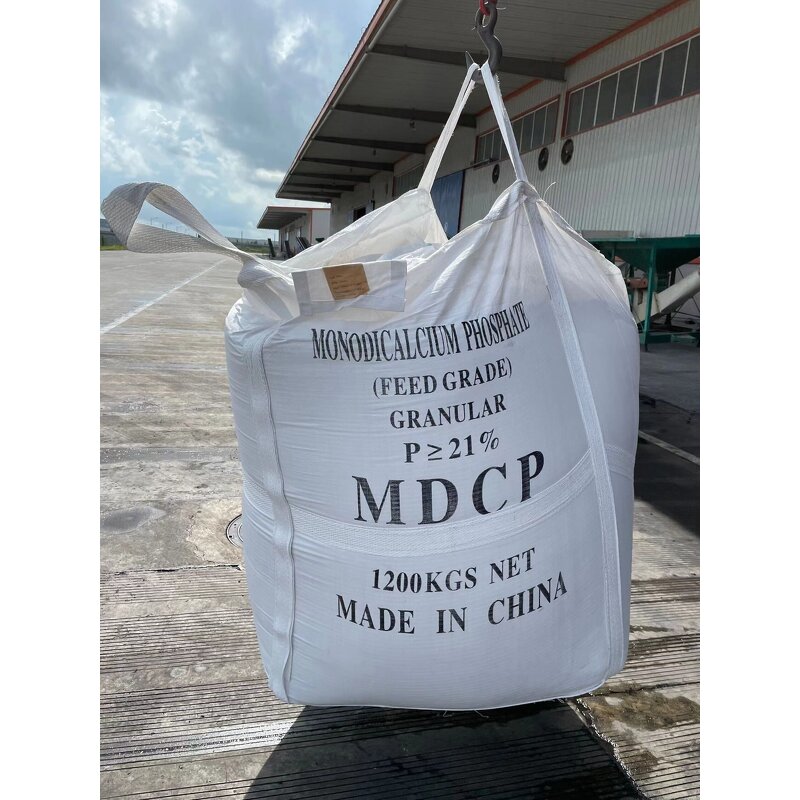 MONODICALCIUM PHOSPHATE
(FEED GRADE)
GRANULAR
P≥21%
MDCP
1200KGS NET
MADE IN CHINA